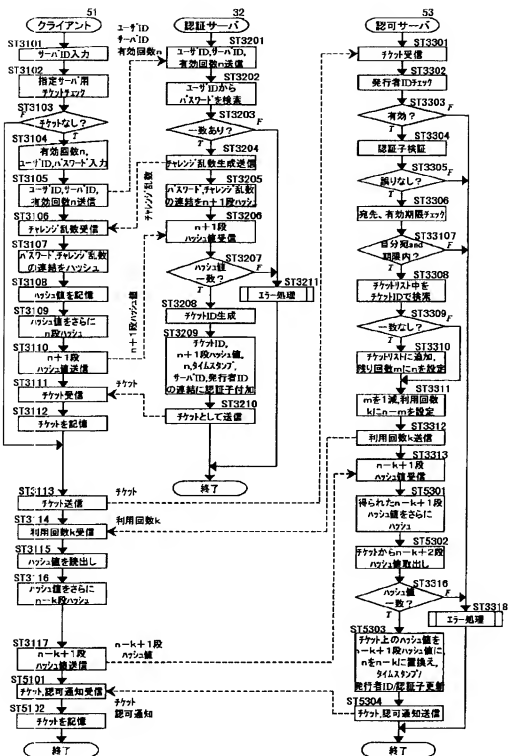 51
クライアント
ST3101
サーバID入力
ST3102
指定サーバ用
チケットチェック
ST3103
チケットなし?
F
T
ST3104
有効回数n,
ユーザID,パスワード入力
ST3105
ユーザID,サーバID,
有効回数n送信
ST3106
チャレンジ乱数受信
ST3107
パスワード,チャレンジ乱数
の連結をハッシュ
ST3108
ハッシュ値を記憶
ST3109
ハッシュ値をさらに
n段ハッシュ
ST3110
n+1段
ハッシュ値送信
ST3111
チケット受信
ST3112
チケットを記憶
ST3113
チケット送信
ST3114
利用回数k受信
ST3115
ハッシュ値を読出し
ST3116
ハッシュ値をさらに
n-k段ハッシュ
ST3117
n-k+1段
ハッシュ値送信
ST5101
チケット,認可通知受信
ST5102
チケットを記憶
終了
ユーザID
サーバID
有効回数n
チャレンジ乱数
n+1段ハッシュ値
チケット
チケット
利用回数k
n-k+1段
ハッシュ値
チケット
認可通知
32
認証サーバ
ST3201
ユーザID,サーバID,
有効回数n送信
ST3202
ユーザIDから
パスワードを検索
ST3203
一致あり?
F
T
ST3204
チャレンジ乱数生成送信
ST3205
パスワード,チャレンジ乱数
の連結をn+1段ハッシュ
ST3206
n+1段
ハッシュ値受信
ST3207
ハッシュ値
一致?
F
T
ST3211
エラー処理
ST3208
チケットID生成
ST3209
チケットID,
n+1段ハッシュ値,
n,タイムスタンプ,
サーバID,発行者ID
の連結に認証子付加
ST3210
チケットとして送信
終了
53
認可サーバ
ST3301
チケット受信
ST3302
発行者IDチェック
ST3303
有効?
F
T
ST3304
認証子検証
ST3305
誤りなし?
F
T
ST3306
宛先、有効期限チェック
ST33107
自分宛and
期限内?
F
T
ST3308
チケットリスト中を
チケットIDで検索
ST3309
一致なし?
F
T
ST3310
チケットリストに追加,
残り回数mにnを設定
ST3311
mを1減,利用回数
kにn-mを設定
ST3312
利用回数k送信
ST3313
n-k+1段
ハッシュ値受信
ST5301
得られたn-k+1段
ハッシュ値をさらに
ハッシュ
ST5302
チケットからn-k+2段
ハッシュ値取出し
ST3316
ハッシュ値
一致?
F
T
ST3318
エラー処理
ST5303
チケット上のハッシュ値を
n-k+1段ハッシュ値に,
nをn-kに置換え,
タイムスタンプ/
発行者ID/認証子更新
ST5304
チケット,認可通知送信
終了